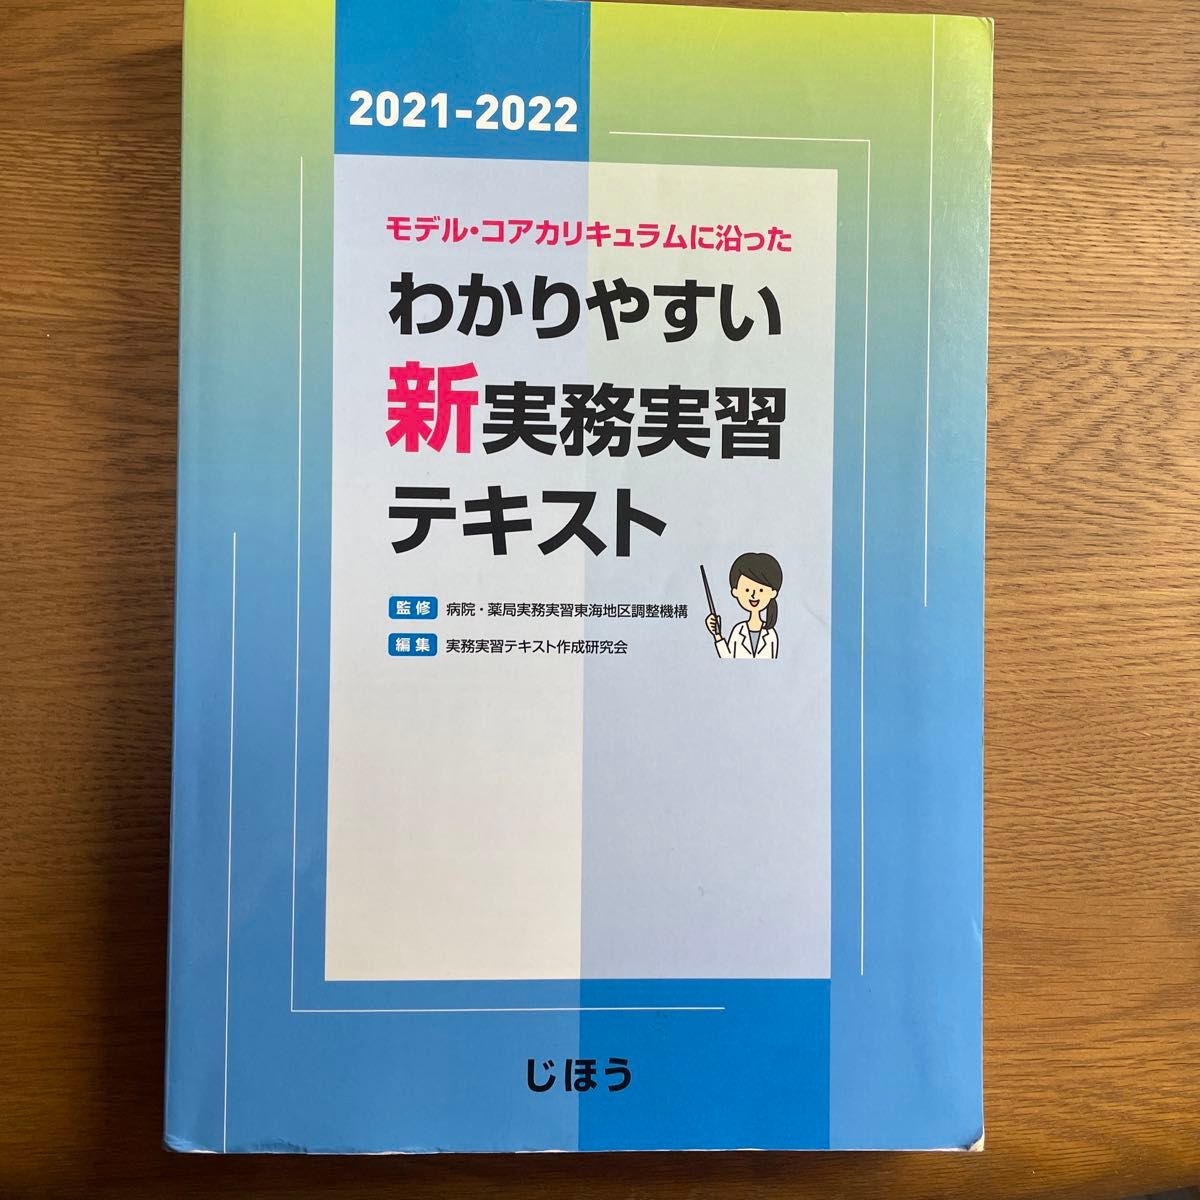 2021-2022
モデル・コアカリキュラムに沿った
わかりやすい
新実務実習
テキスト
監修 病院・薬局実務実習東海地区調整機構
編集 実務実習テキスト作成研究会
じほう